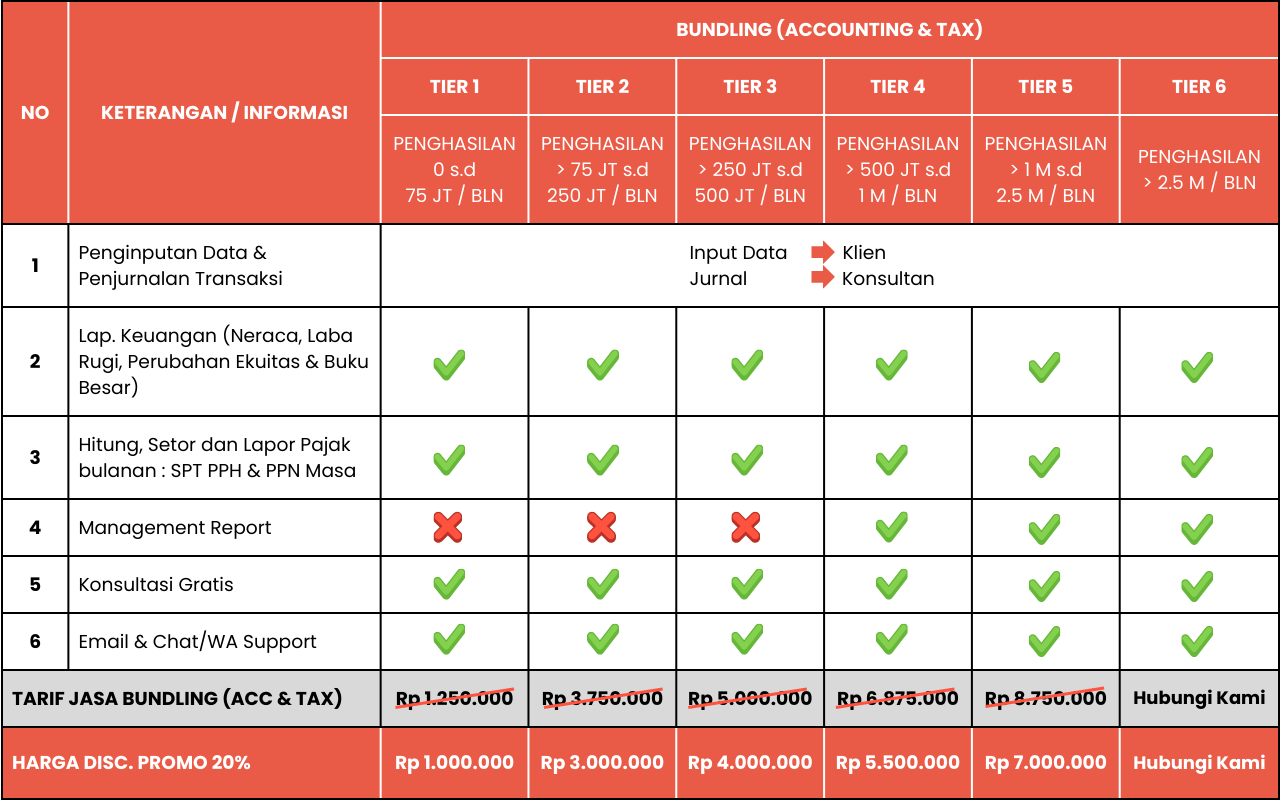 NO
KETERANGAN / INFORMASI
BUNDLING (ACCOUNTING & TAX)
TIER 1
TIER 2
TIER 3
TIER 4
TIER 5
TIER 6
PENGHASILAN
0 s.d
75 JT / BLN
PENGHASILAN
> 75 JT s.d
250 JT / BLN
PENGHASILAN
> 250 JT s.d
500 JT / BLN
PENGHASILAN
> 500 JT s.d
1 M / BLN
PENGHASILAN
> 1 M s.d
2.5 M / BLN
PENGHASILAN
> 2.5 M / BLN
1
Penginputan Data &
Penjurnalan Transaksi
Input Data
Klien
Jurnal
Konsultan
2
Lap. Keuangan (Neraca, Laba
Rugi, Perubahan Ekuitas & Buku
Besar)
3
Hitung, Setor dan Lapor Pajak
bulanan : SPT PPH & PPN Masa
4
Management Report
5
Konsultasi Gratis
6
Email & Chat/WA Support
TARIF JASA BUNDLING (ACC & TAX)
Rp 1.250.000
Rp 3.750.000
Rp 5.000.000
Rp 6.875.000
Rp 8.750.000
Hubungi Kami
HARGA DISC. PROMO 20%
Rp 1.000.000
Rp 3.000.000
Rp 4.000.000
Rp 5.500.000
Rp 7.000.000
Hubungi Kami